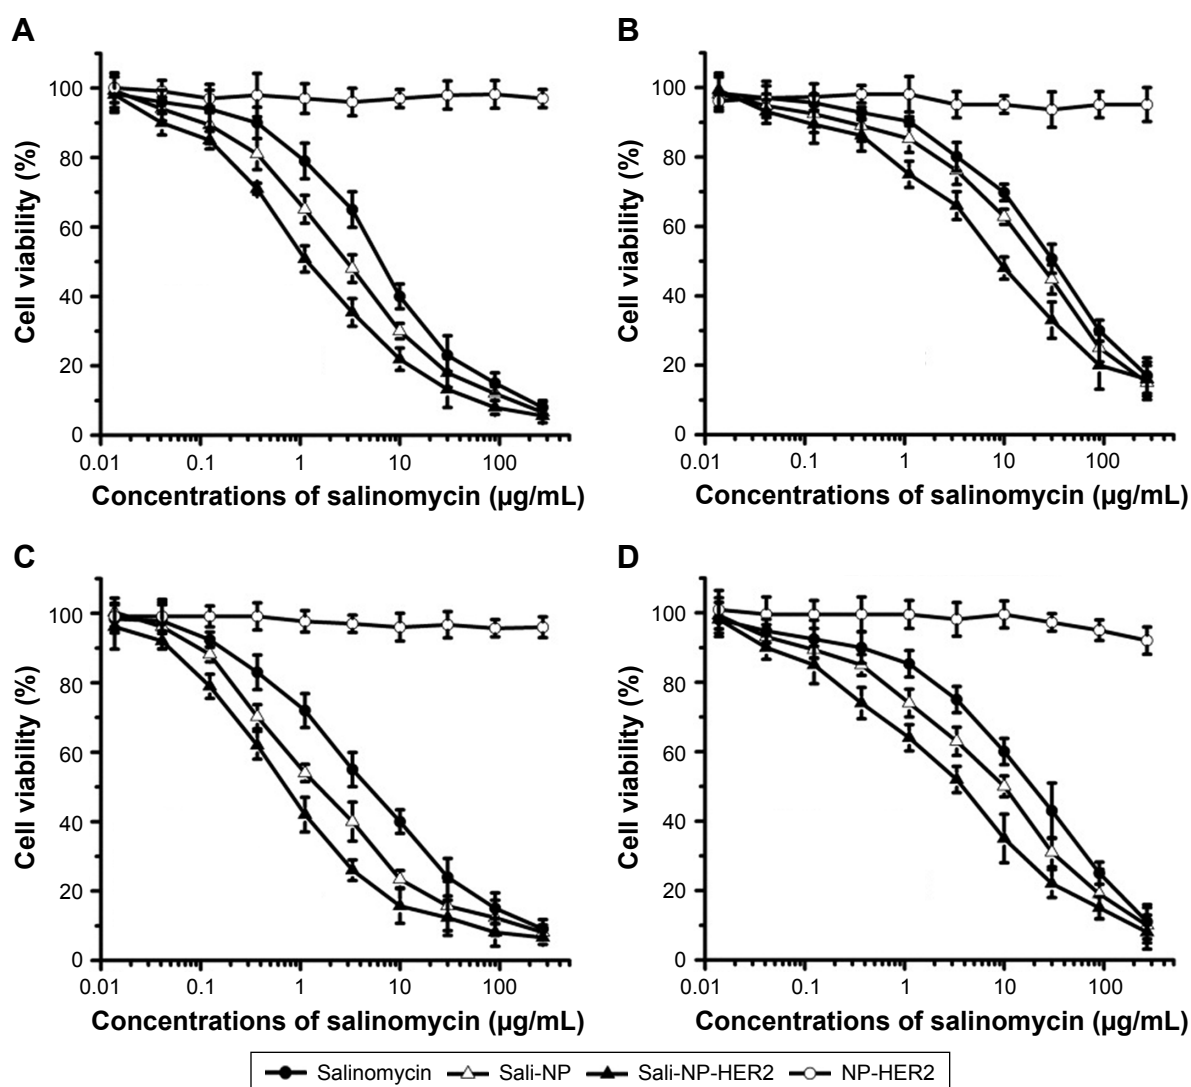 A
Cell viability (%)
100
80
60
40
20
0
0.01 0.1 1 10 100
Concentrations of salinomycin (µg/mL)
B
Cell viability (%)
100
80
60
40
20
0
0.01 0.1 1 10 100
Concentrations of salinomycin (µg/mL)
C
Cell viability (%)
100
80
60
40
20
0
0.01 0.1 1 10 100
Concentrations of salinomycin (µg/mL)
D
Cell viability (%)
100
80
60
40
20
0
0.01 0.1 1 10 100
Concentrations of salinomycin (µg/mL)
Salinomycin Sali-NP Sali-NP-HER2 NP-HER2